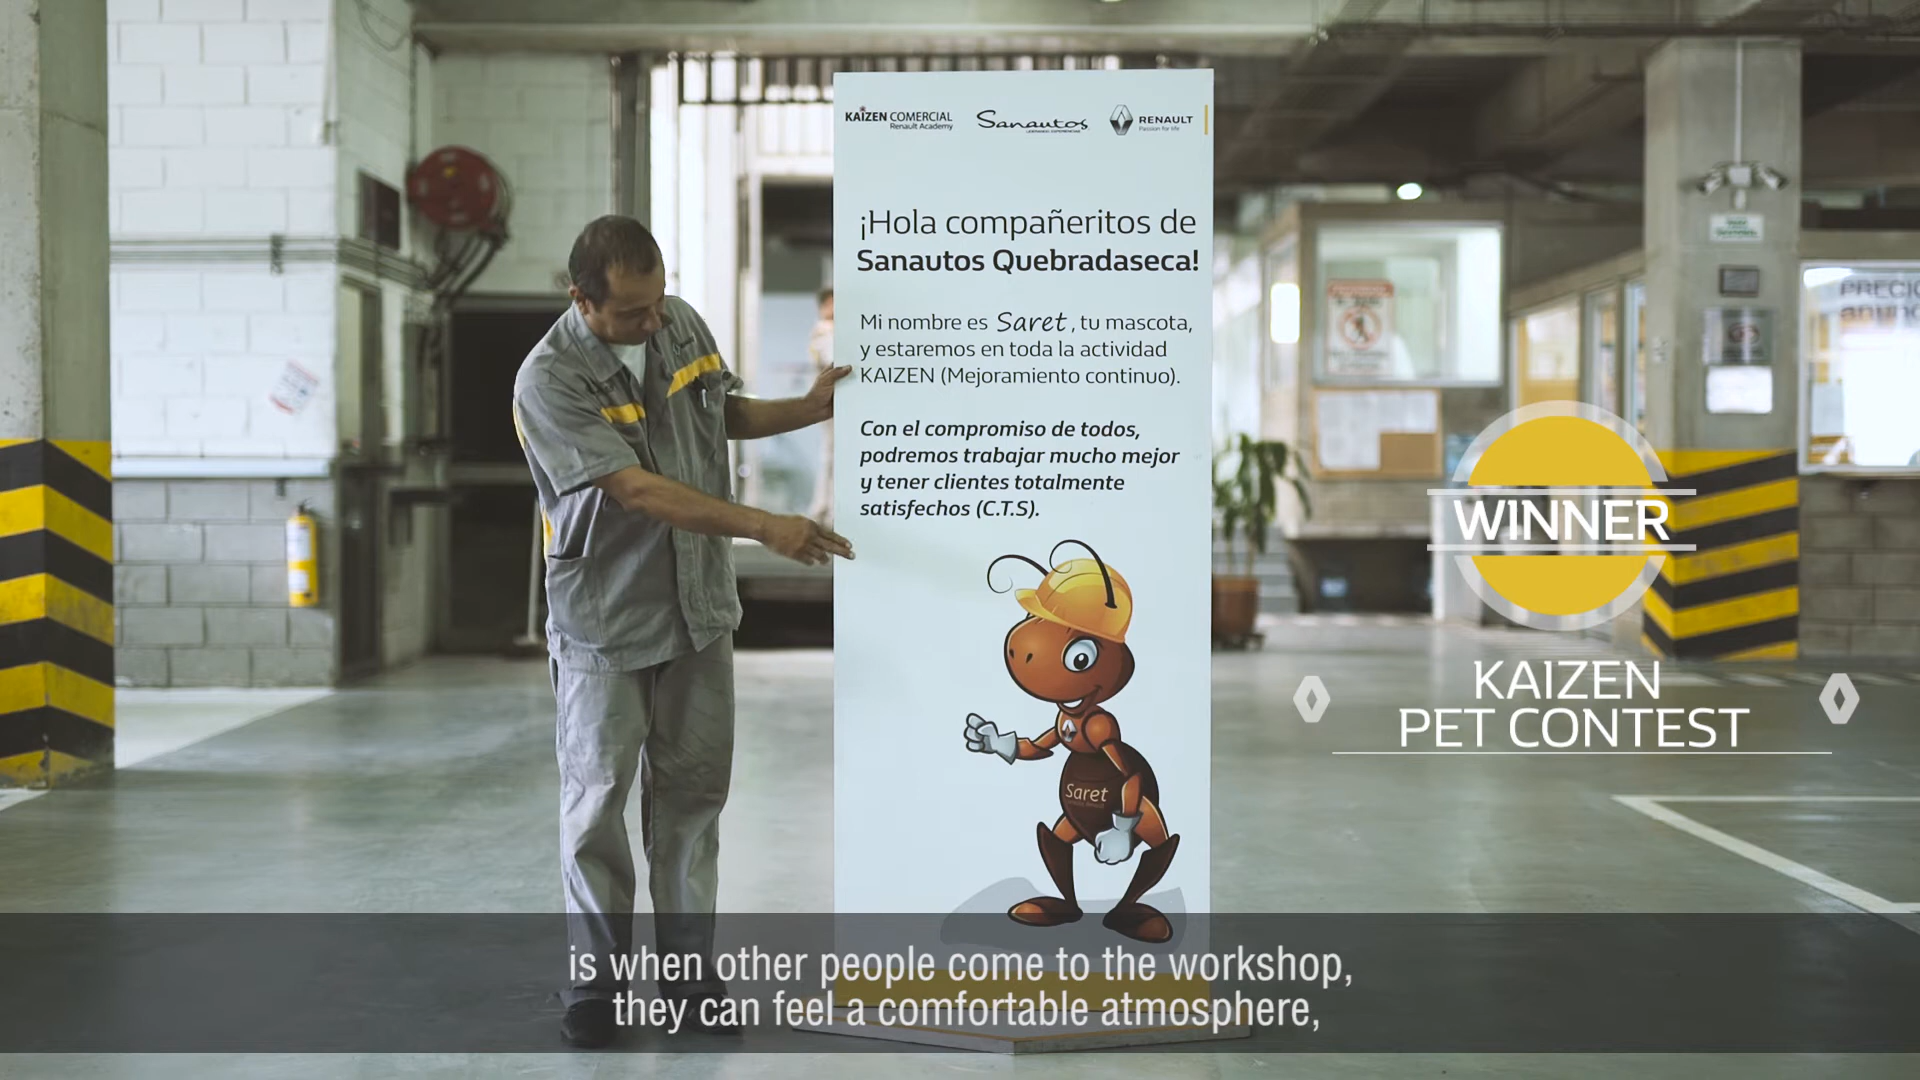 KAIZEN COMERCIAL
Renault Academy
Sanautos
RENAULT
Passion for life
¡Hola compañeritos de
Sanautos Quebradaseca!
Mi nombre es Saret, tu mascota,
y estaremos en toda la actividad
KAIZEN (Mejoramiento continuo).
Con el compromiso de todos,
podremos trabajar mucho mejor
y tener clientes totalmente
satisfechos (C.T.S).
Saret
PRECIO
WINNER
KAIZEN
PET CONTEST
is when other people come to the workshop,
they can feel a comfortable atmosphere,